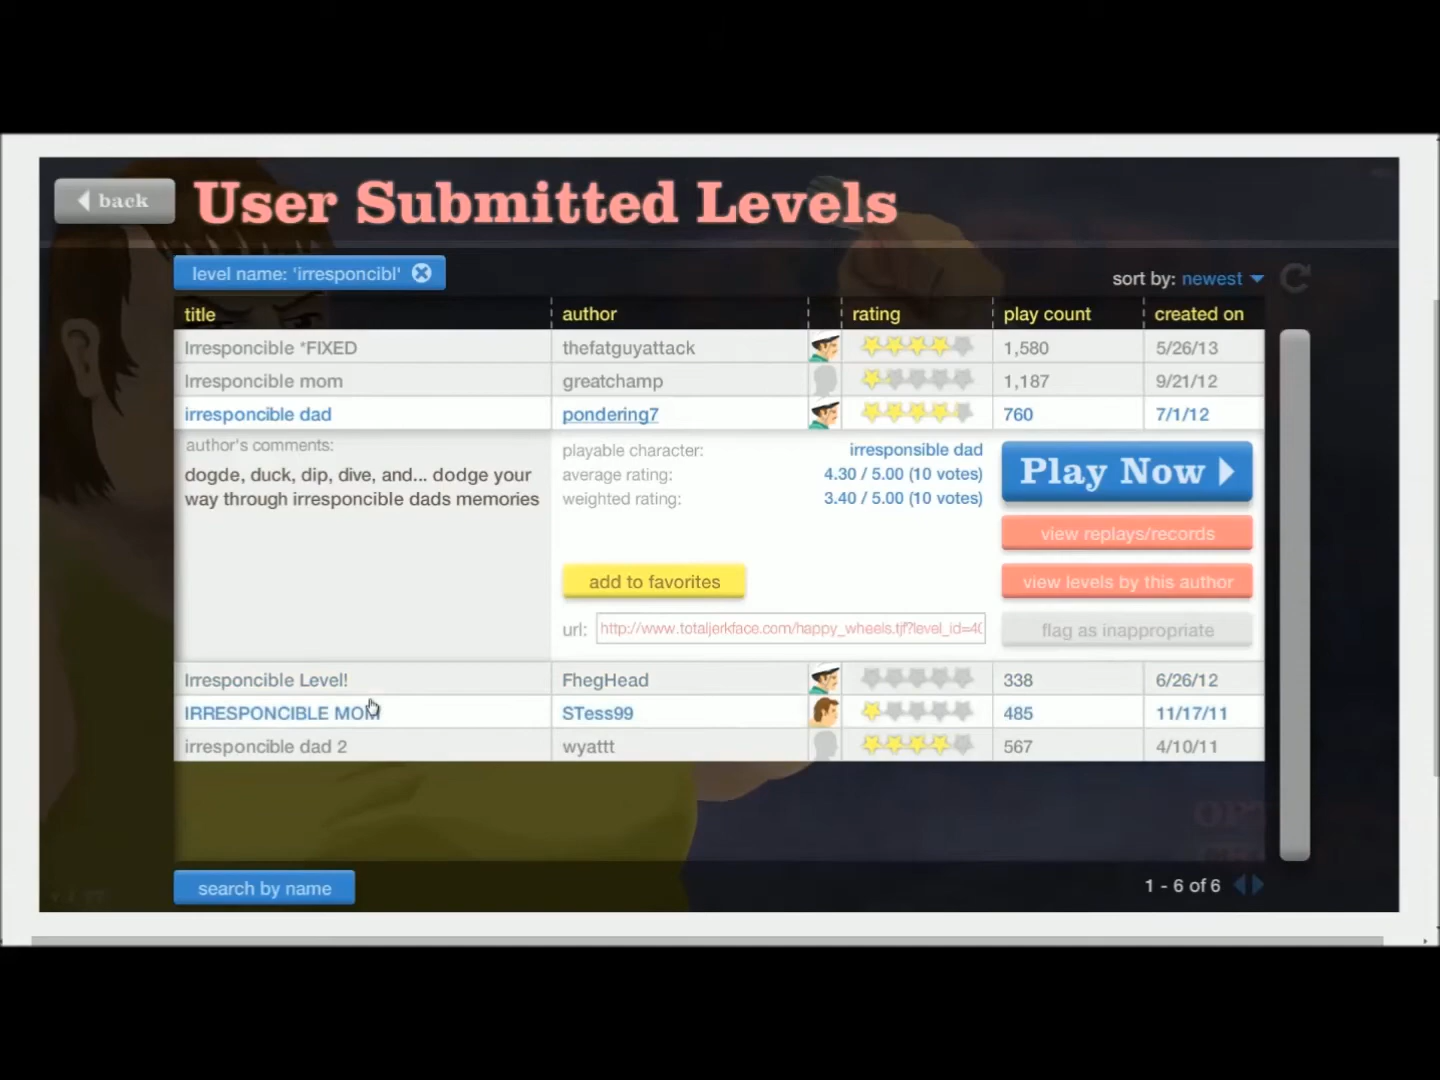 back
User Submitted Levels
level name: 'irresponcibl'
sort by: newest
title author rating play count created on
Irresponcible *FIXED thefatguyattack 1,580 5/26/13
Irresponcible mom greatchamp 1,187 9/21/12
irresponcible dad pondering7 760 7/1/12
author's comments:
dogde, duck, dip, dive, and... dodge your
way through irresponcible dads memories
playable character: irresponsible dad
average rating: 4.30 / 5.00 (10 votes)
weighted rating: 3.40 / 5.00 (10 votes)
add to favorites
url: http://www.totaljerkface.com/happy_wheels.tjf?level_id=4
Play Now
view replays/records
view levels by this author
flag as inappropriate
Irresponcible Level! FhegHead 338 6/26/12
IRRESPONCIBLE MOM STess99 485 11/17/11
irresponcible dad 2 wyattt 567 4/10/11
search by name
1 - 6 of 6